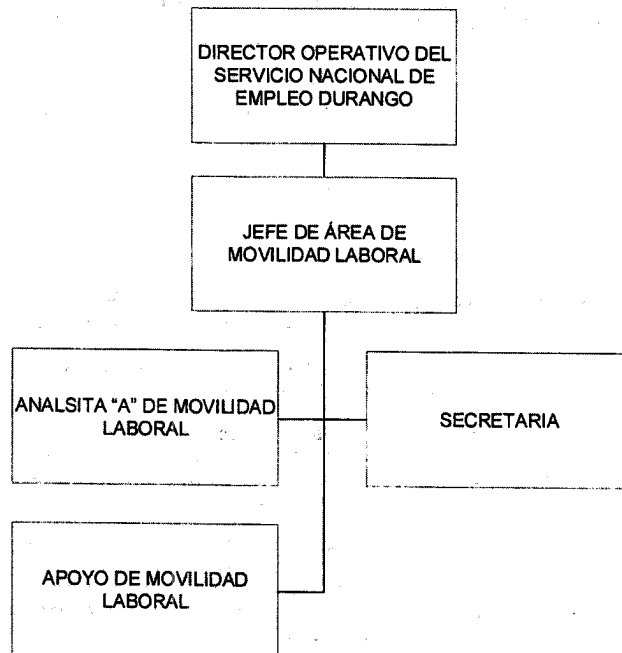 DIRECTOR OPERATIVO DEL
SERVICIO NACIONAL DE
EMPLEO DURANGO
JEFE DE ÁREA DE
MOVILIDAD LABORAL
ANALSITA "A" DE MOVILIDAD
LABORAL
SECRETARIA
APOYO DE MOVILIDAD
LABORAL